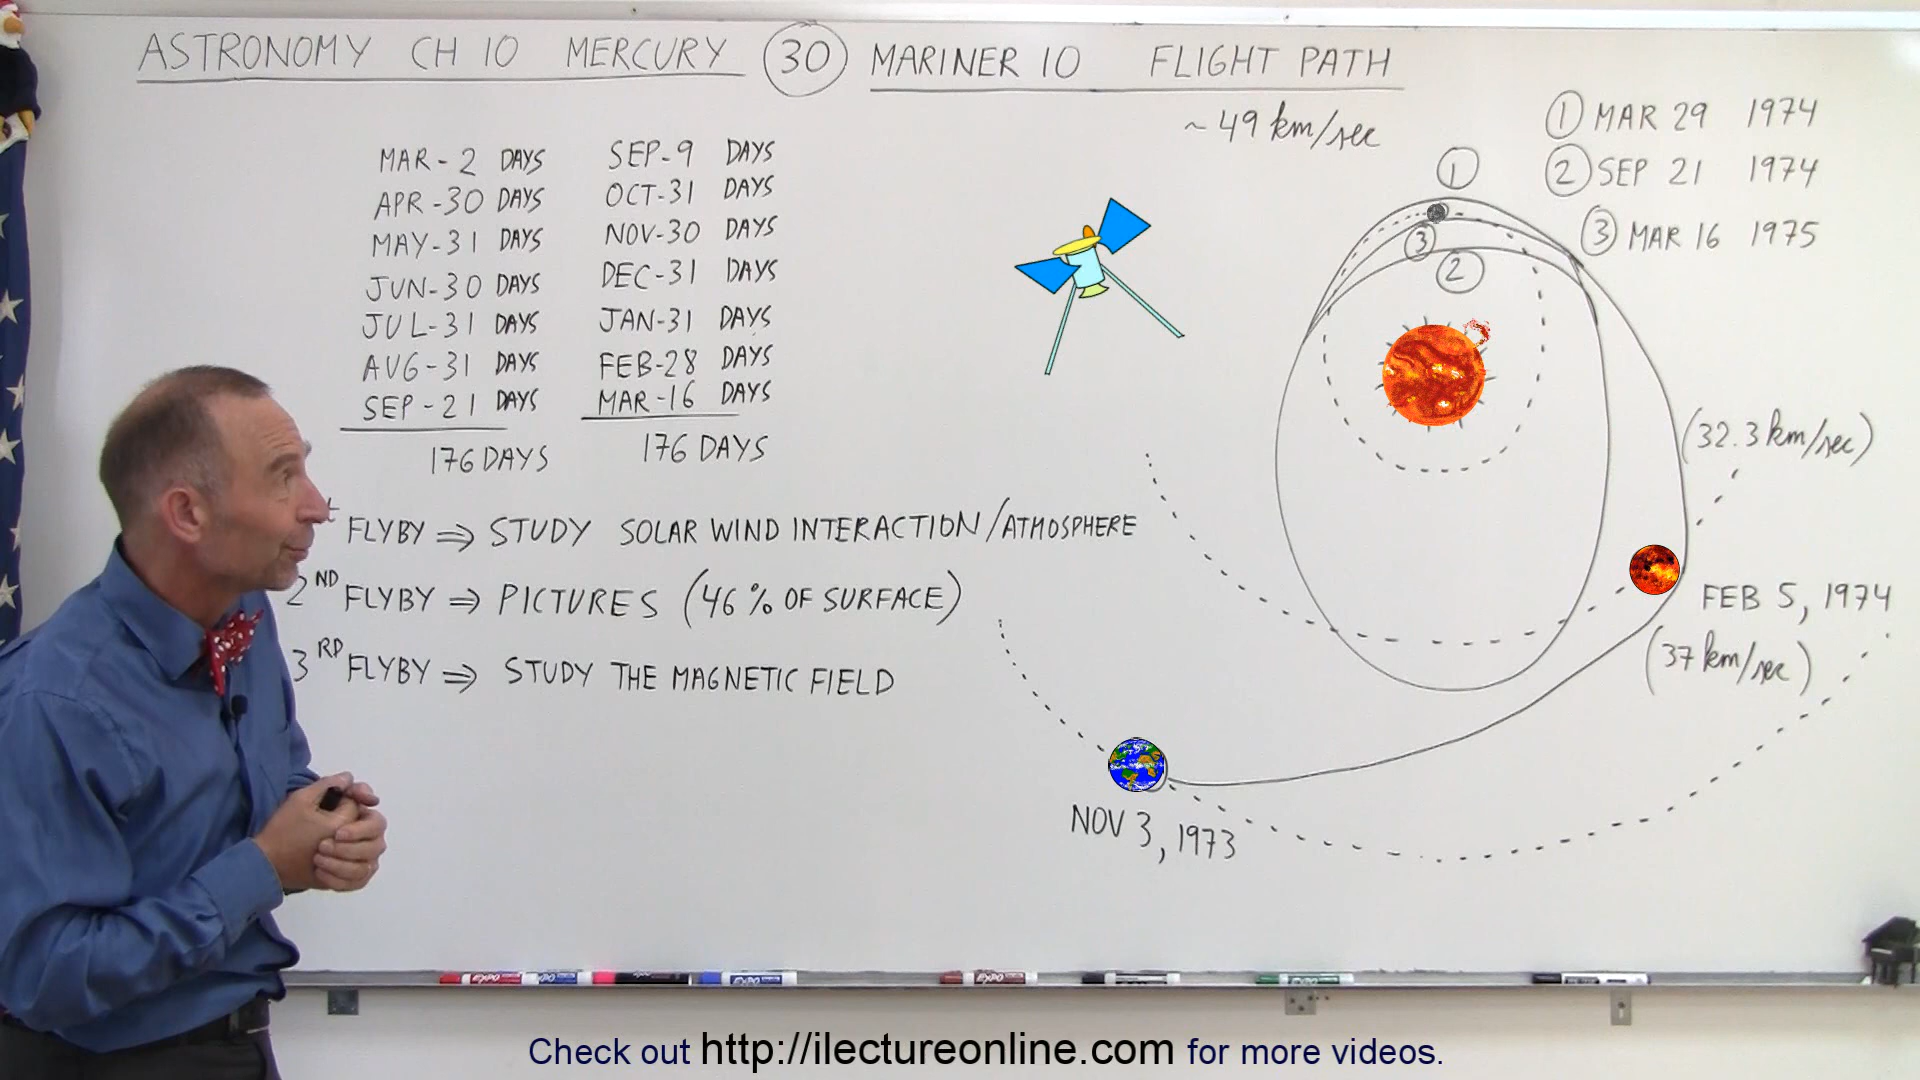 ASTRONOMY CH 10 MERCURY 30 MARINER 10 FLIGHT PATH
~ 49 km/sec
1 MAR 29 1974
2 SEP 21 1974
3 MAR 16 1975
MAR - 2 DAYS
APR - 30 DAYS
MAY - 31 DAYS
JUN - 30 DAYS
JUL - 31 DAYS
AUG - 31 DAYS
SEP - 21 DAYS
176 DAYS
SEP - 9 DAYS
OCT - 31 DAYS
NOV - 30 DAYS
DEC - 31 DAYS
JAN - 31 DAYS
FEB - 28 DAYS
MAR - 16 DAYS
176 DAYS
1
3
2
(32.3 km/sec)
FEB 5, 1974
(37 km/sec)
NOV 3, 1973
FLYBY ⇒ STUDY SOLAR WIND INTERACTION/ATMOSPHERE
2ND FLYBY ⇒ PICTURES (46% OF SURFACE)
3RD FLYBY ⇒ STUDY THE MAGNETIC FIELD
EXPO
EXPO
EXPO
EXPO
EXPO
Check out http://ilectureonline.com for more videos.